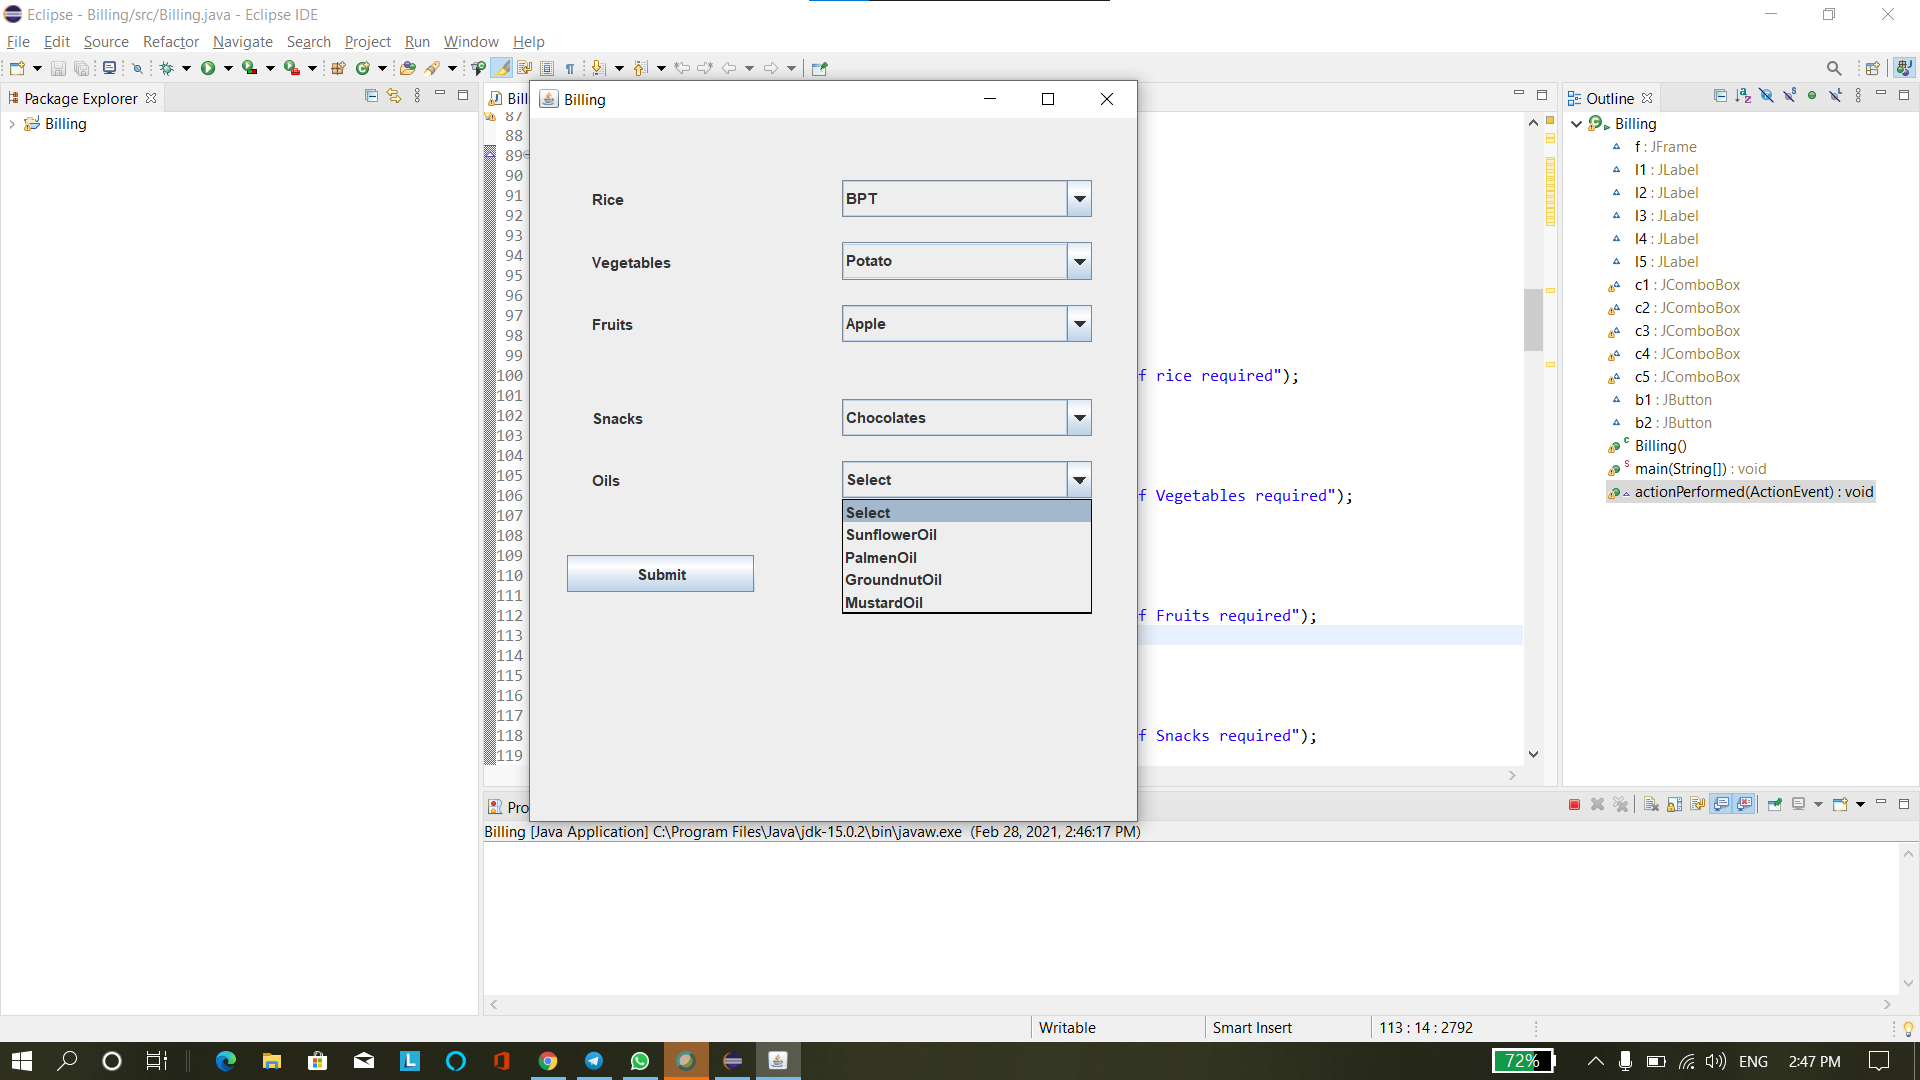 Eclipse - Billing/src/Billing.java - Eclipse IDE
File Edit Source Refactor Navigate Search Project Run Window Help
Package Explorer
Billing
Bill
87
88
89
90
91
92
93
94
95
96
97
98
99
100 f rice required");
101
102
103
104
105
106 f Vegetables required");
107
108
109
110
111
112 f Fruits required");
113
114
115
116
117
118 f Snacks required");
119
Billing
Rice BPT
Vegetables Potato
Fruits Apple
Snacks Chocolates
Oils Select
Select
SunflowerOil
PalmenOil
GroundnutOil
MustardOil
Submit
Outline
Billing
f : JFrame
l1 : JLabel
l2 : JLabel
l3 : JLabel
l4 : JLabel
l5 : JLabel
c1 : JComboBox
c2 : JComboBox
c3 : JComboBox
c4 : JComboBox
c5 : JComboBox
b1 : JButton
b2 : JButton
Billing()
main(String[]) : void
actionPerformed(ActionEvent) : void
Pro
Billing [Java Application] C:\Program Files\Java\jdk-15.0.2\bin\javaw.exe (Feb 28, 2021, 2:46:17 PM)
Writable Smart Insert 113 : 14 : 2792
72% ENG 2:47 PM